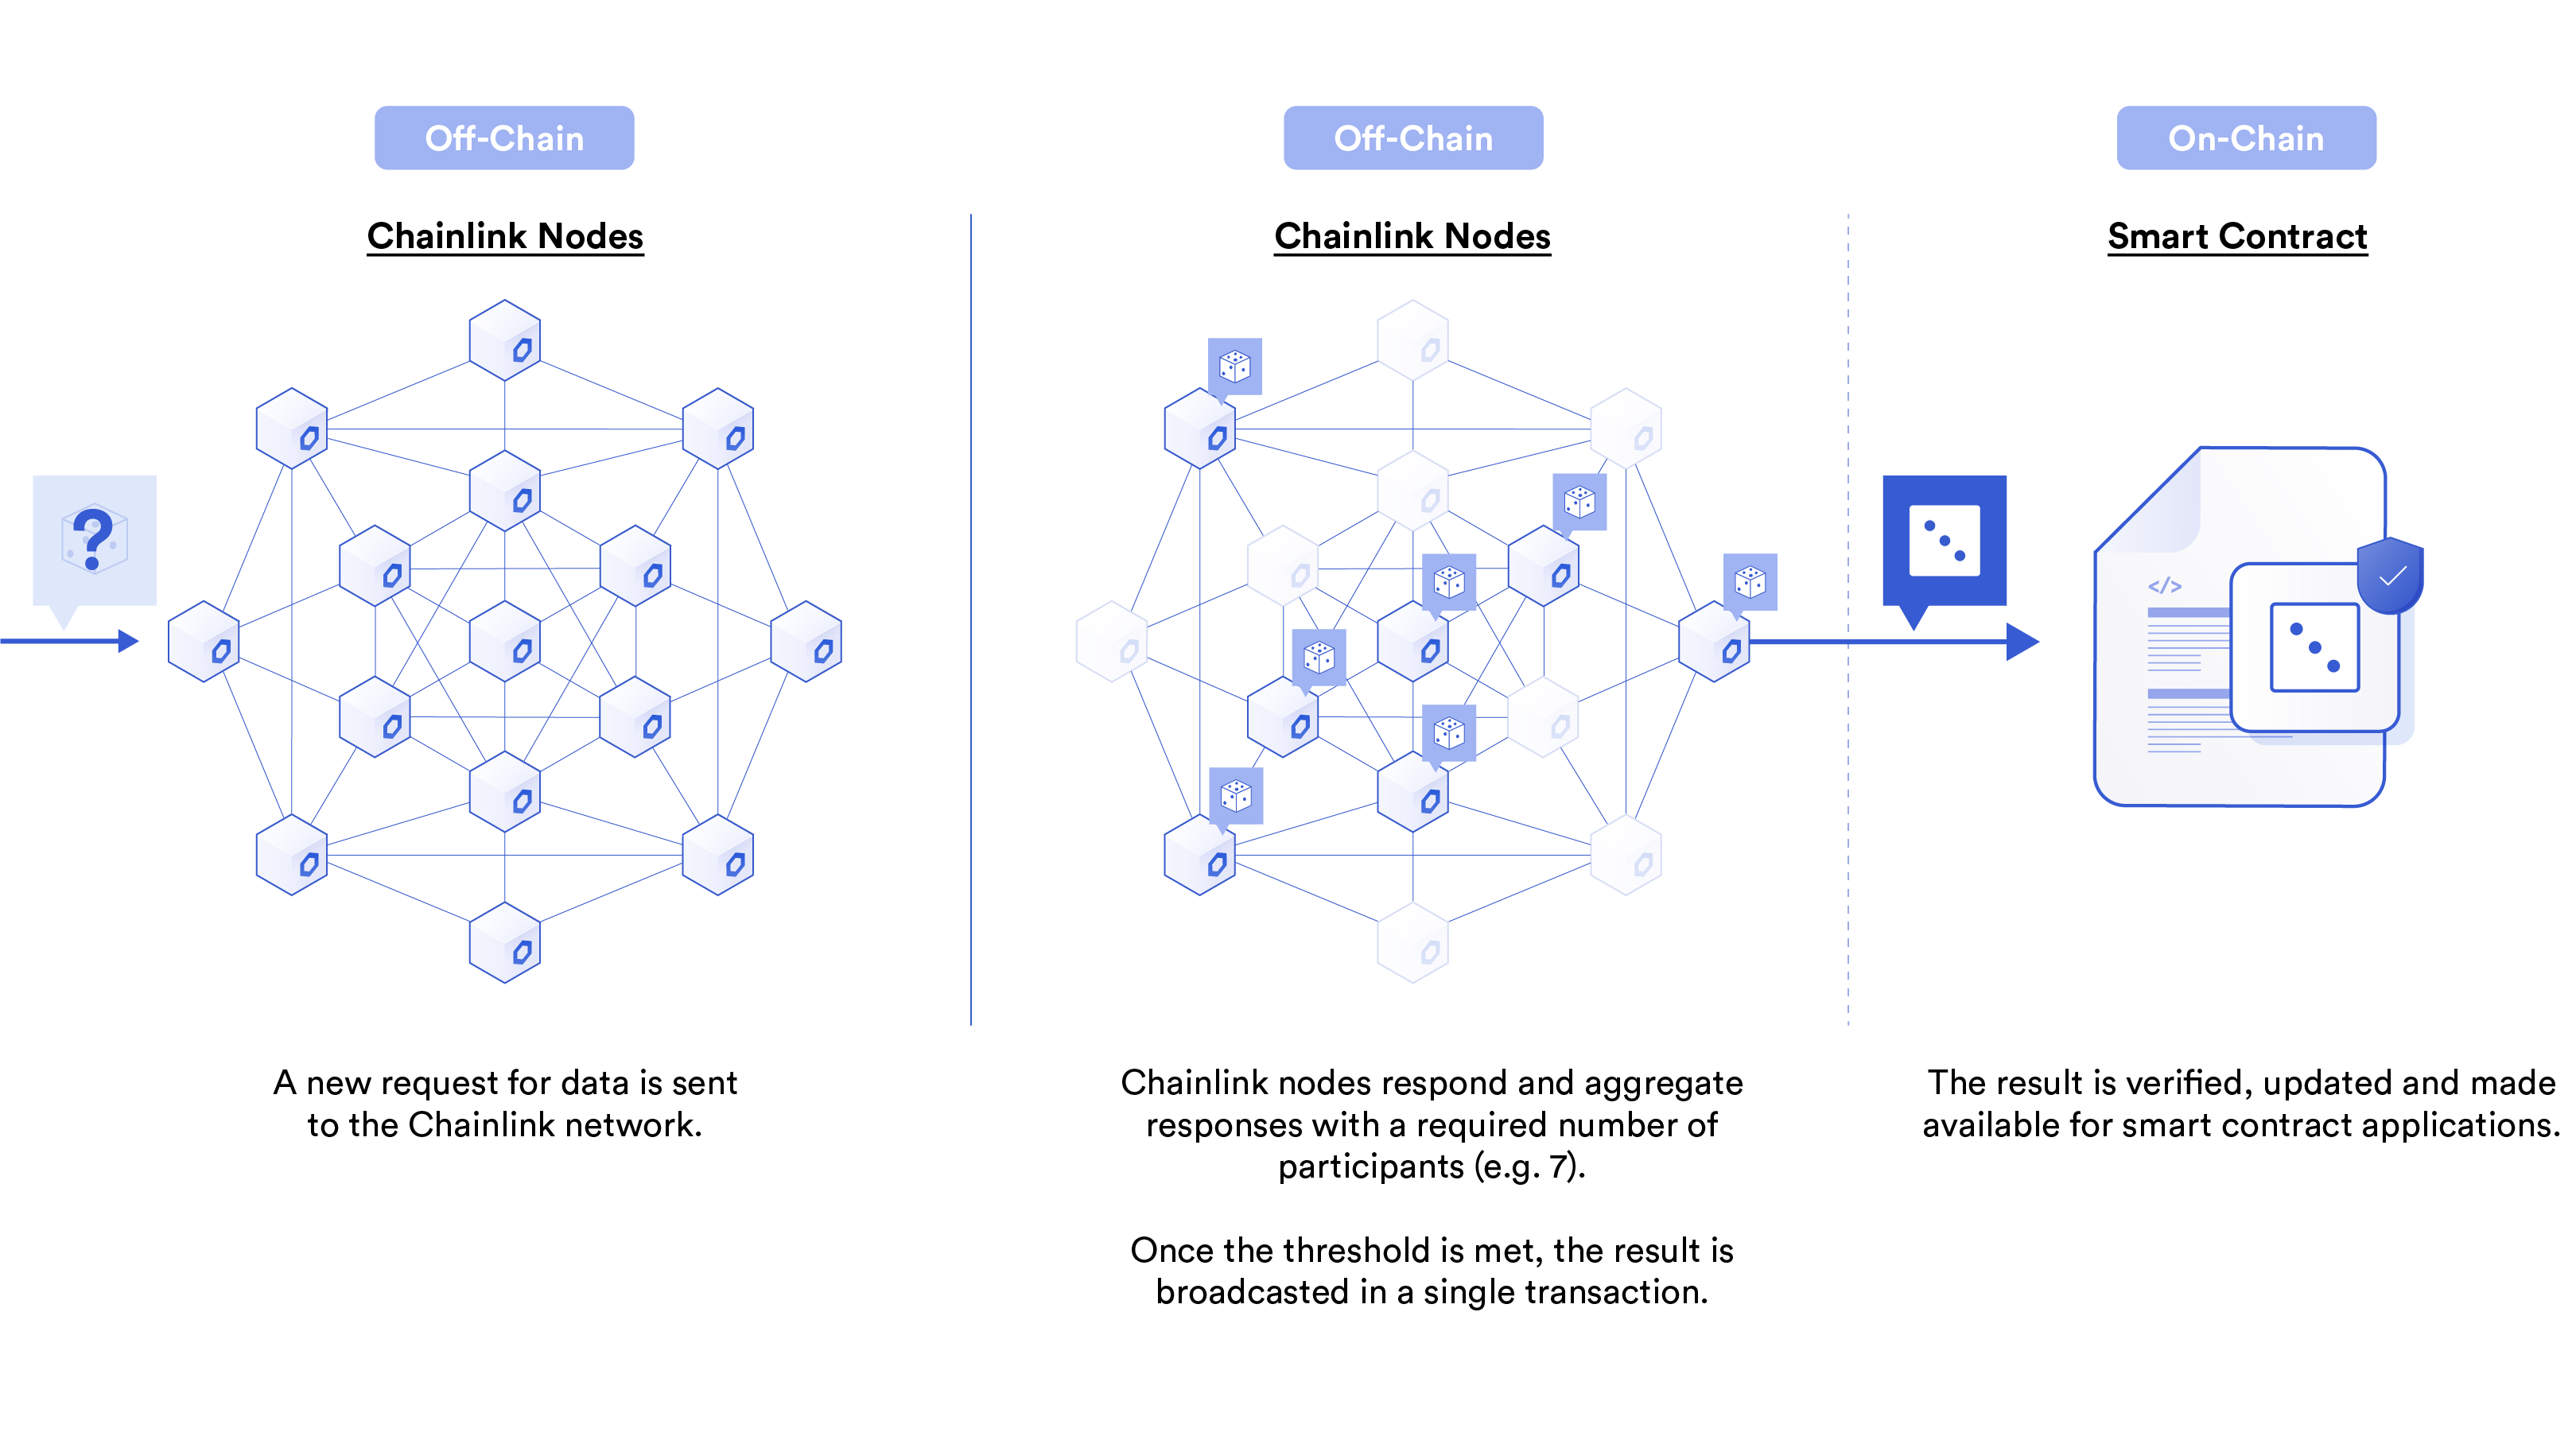 Off-Chain
Chainlink Nodes
?
A new request for data is sent
to the Chainlink network.
Off-Chain
Chainlink Nodes
Chainlink nodes respond and aggregate
responses with a required number of
participants (e.g. 7).
Once the threshold is met, the result is
broadcasted in a single transaction.
On-Chain
Smart Contract
</>
The result is verified, updated and made
available for smart contract applications.